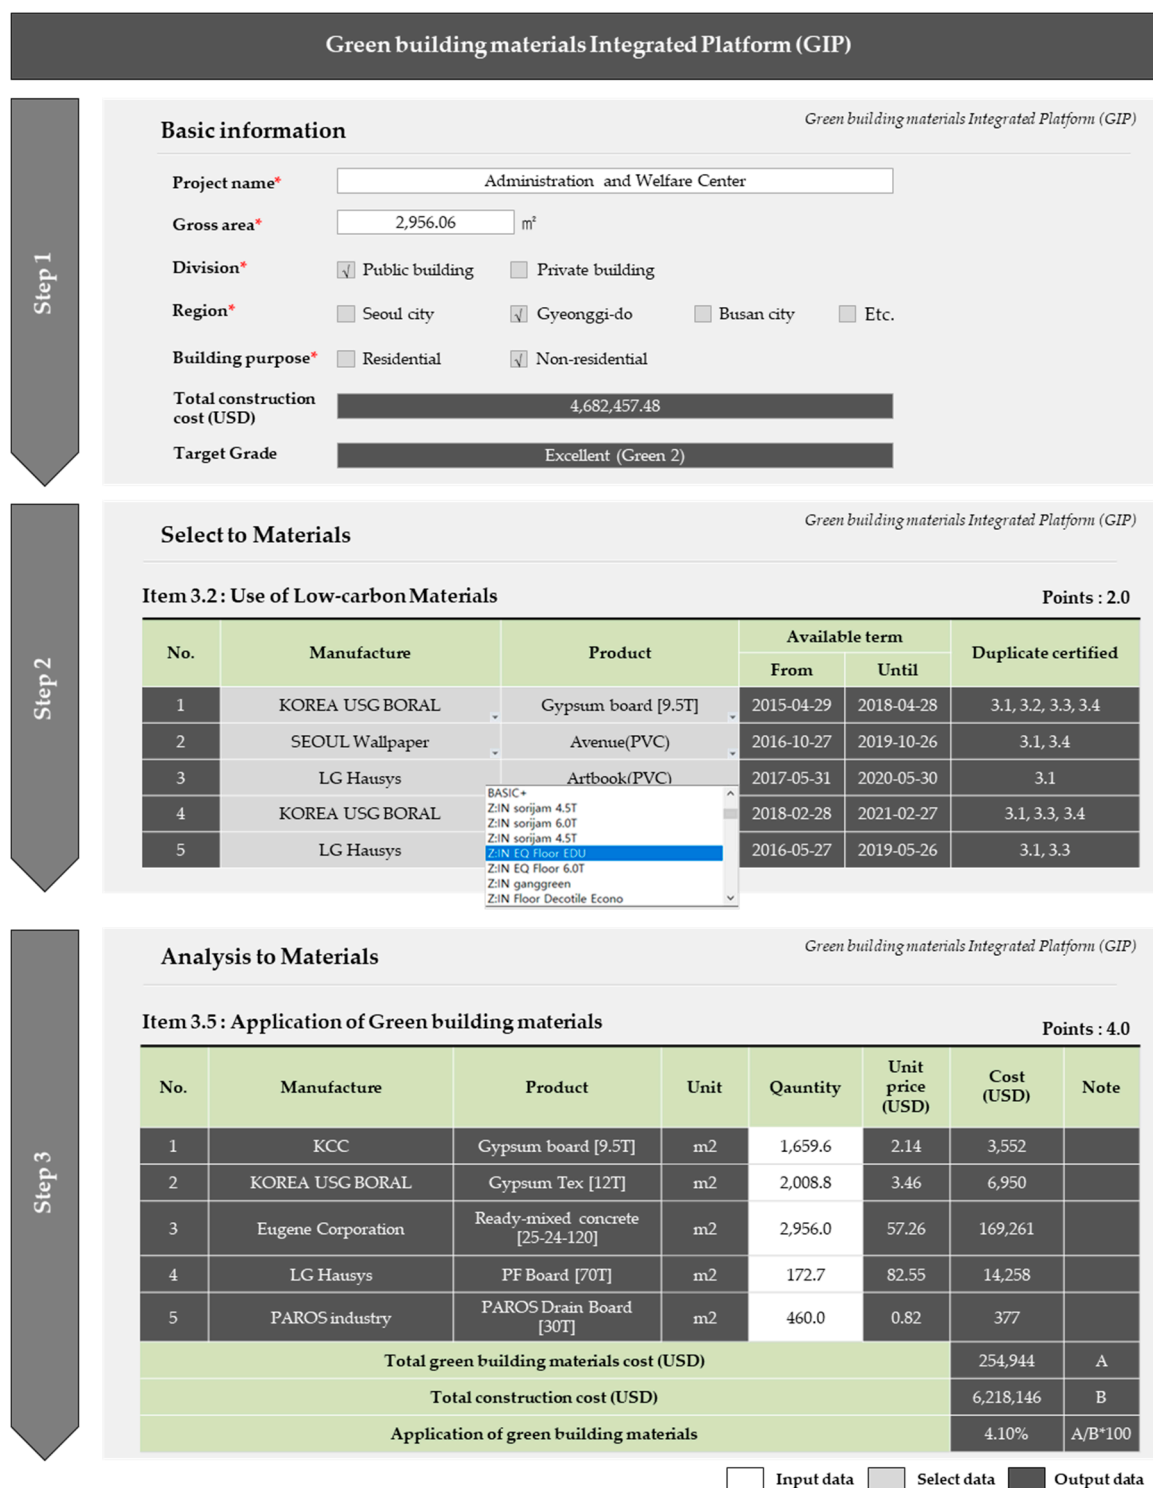 Green building materials Integrated Platform (GIP)
Step 1
Basic information
Green building materials Integrated Platform (GIP)
Project name*
Administration and Welfare Center
Gross area*
2,956.06
㎡
Division*
√ Public building
Private building
Region*
Seoul city
√ Gyeonggi-do
Busan city
Etc.
Building purpose*
Residential
√ Non-residential
Total construction
cost (USD)
4,682,457.48
Target Grade
Excellent (Green 2)
Step 2
Select to Materials
Green building materials Integrated Platform (GIP)
Item 3.2 : Use of Low-carbon Materials
Points : 2.0
No. Manufacture Product Available term Duplicate certified
From Until
1 KOREA USG BORAL Gypsum board [9.5T] 2015-04-29 2018-04-28 3.1, 3.2, 3.3, 3.4
2 SEOUL Wallpaper Avenue(PVC) 2016-10-27 2019-10-26 3.1, 3.4
3 LG Hausys Artbook(PVC) 2017-05-31 2020-05-30 3.1
4 KOREA USG BORAL 2018-02-28 2021-02-27 3.1, 3.3, 3.4
5 LG Hausys 2016-05-27 2019-05-26 3.1, 3.3
BASIC+
Z:IN sorijam 4.5T
Z:IN sorijam 6.0T
Z:IN sorijam 4.5T
Z:IN EQ Floor EDU
Z:IN EQ Floor 6.0T
Z:IN ganggreen
Z:IN Floor Decotile Econo
Step 3
Analysis to Materials
Green building materials Integrated Platform (GIP)
Item 3.5 : Application of Green building materials
Points : 4.0
No. Manufacture Product Unit Qauntity Unit price (USD) Cost (USD) Note
1 KCC Gypsum board [9.5T] m2 1,659.6 2.14 3,552
2 KOREA USG BORAL Gypsum Tex [12T] m2 2,008.8 3.46 6,950
3 Eugene Corporation Ready-mixed concrete [25-24-120] m2 2,956.0 57.26 169,261
4 LG Hausys PF Board [70T] m2 172.7 82.55 14,258
5 PAROS industry PAROS Drain Board [30T] m2 460.0 0.82 377
Total green building materials cost (USD) 254,944 A
Total construction cost (USD) 6,218,146 B
Application of green building materials 4.10% A/B*100
Input data
Select data
Output data